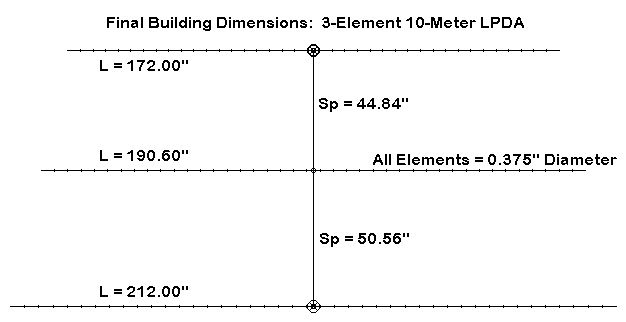 Final Building Dimensions:  3-Element 10-Meter LPDA
L = 172.00"
Sp = 44.84"
L = 190.60"
All Elements = 0.375" Diameter
Sp = 50.56"
L = 212.00"